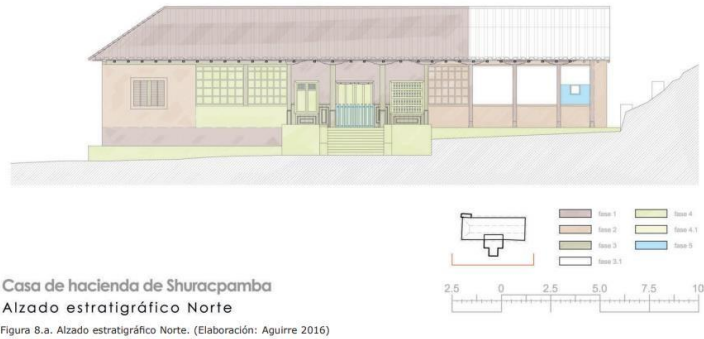 fase 1 fase 4
fase 2 fase 4.1
fase 3 fase 5
fase 3.1
2.5 0 2.5 5.0 7.5 10
Casa de hacienda de Shuracpamba
Alzado estratigráfico Norte
Figura 8.a. Alzado estratigráfico Norte. (Elaboración: Aguirre 2016)